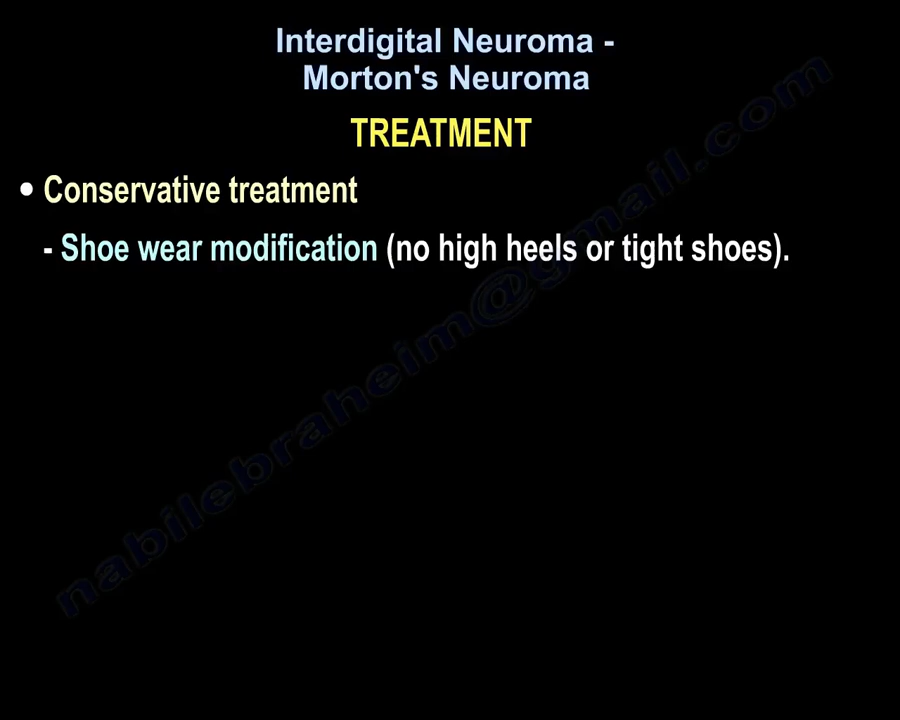 Interdigital Neuroma -
Morton's Neuroma
TREATMENT
• Conservative treatment
- Shoe wear modification (no high heels or tight shoes).
nabilebraheim@gmail.com